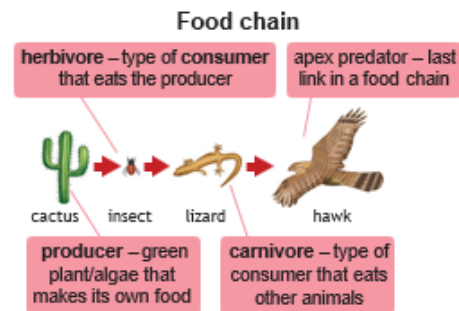 Food chain
herbivore – type of consumer
that eats the producer
apex predator – last
link in a food chain
cactus
insect
lizard
hawk
producer – green
plant/algae that
makes its own food
carnivore – type of
consumer that eats
other animals